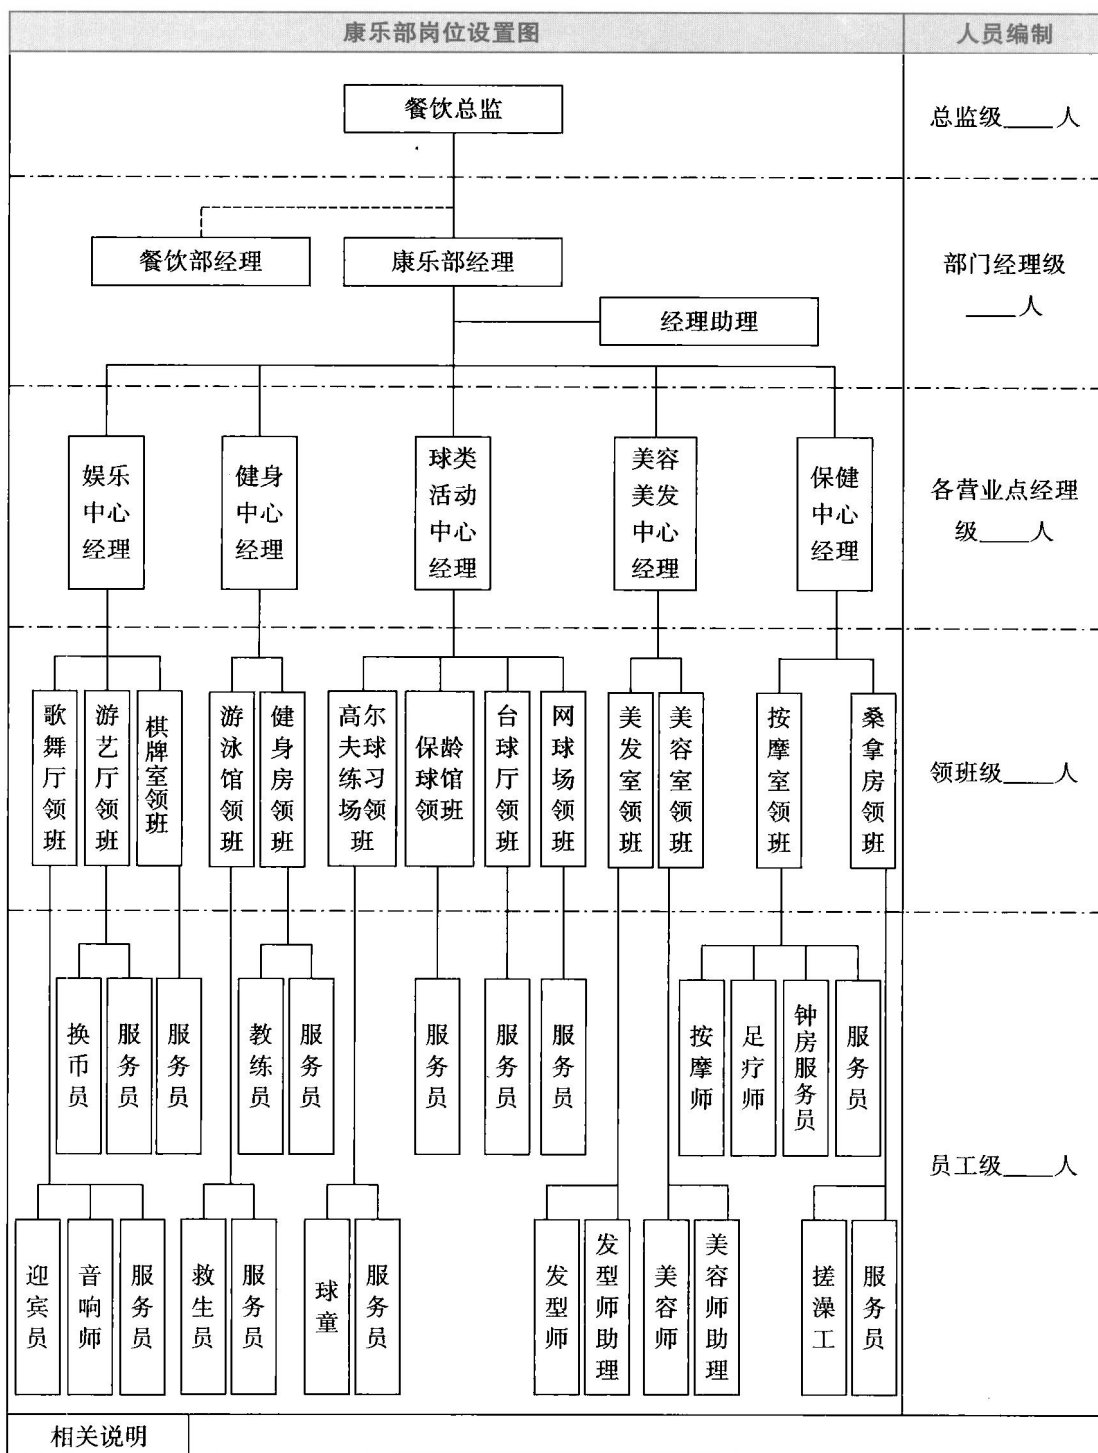 康乐部岗位设置图
人员编制
餐饮总监
总监级____人
餐饮部经理
康乐部经理
经理助理
部门经理级
____人
娱乐
中心
经理
健身
中心
经理
球类
活动
中心
经理
美容
美发
中心
经理
保健
中心
经理
各营业点经理
级____人
歌舞厅领班
游艺厅领班
棋牌室领班
游泳馆领班
健身房领班
高尔
夫球
练习
场领
班
保龄
球馆
领班
台球厅领班
网球场领班
美发室领班
美容室领班
按摩室领班
桑拿房领班
领班级____人
换币员
服务员
服务员
教练员
服务员
服务员
服务员
服务员
按摩师
足疗师
钟房服务员
服务员
员工级____人
迎宾员
音响师
服务员
救生员
服务员
球童
服务员
发型师
发型师助理
美容师
美容师助理
搓澡工
服务员
相关说明